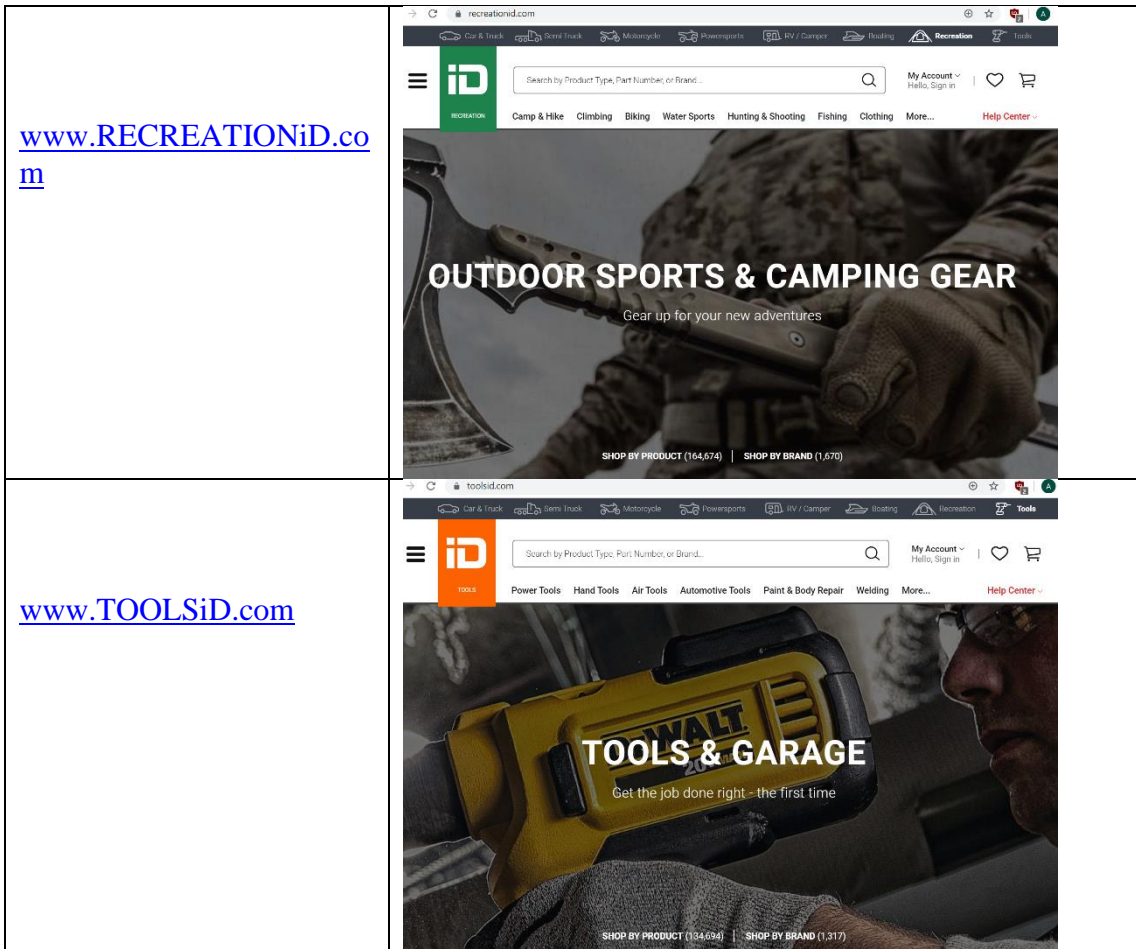 www.RECREATIONiD.co
m
recreationid.com
Car & Truck Semi Truck Motorcycle Powersports RV / Camper Boating Recreation Tools
iD
RECREATION
Search by Product Type, Part Number, or Brand...
My Account
Hello, Sign in
Camp & Hike Climbing Biking Water Sports Hunting & Shooting Fishing Clothing More... Help Center
OUTDOOR SPORTS & CAMPING GEAR
Gear up for your new adventures
SHOP BY PRODUCT (164,674) | SHOP BY BRAND (1,670)
www.TOOLSiD.com
toolsid.com
Car & Truck Semi Truck Motorcycle Powersports RV / Camper Boating Recreation Tools
iD
TOOLS
Search by Product Type, Part Number, or Brand...
My Account
Hello, Sign in
Power Tools Hand Tools Air Tools Automotive Tools Paint & Body Repair Welding More... Help Center
DEWALT
TOOLS & GARAGE
Get the job done right - the first time
SHOP BY PRODUCT (134,694) | SHOP BY BRAND (1,317)